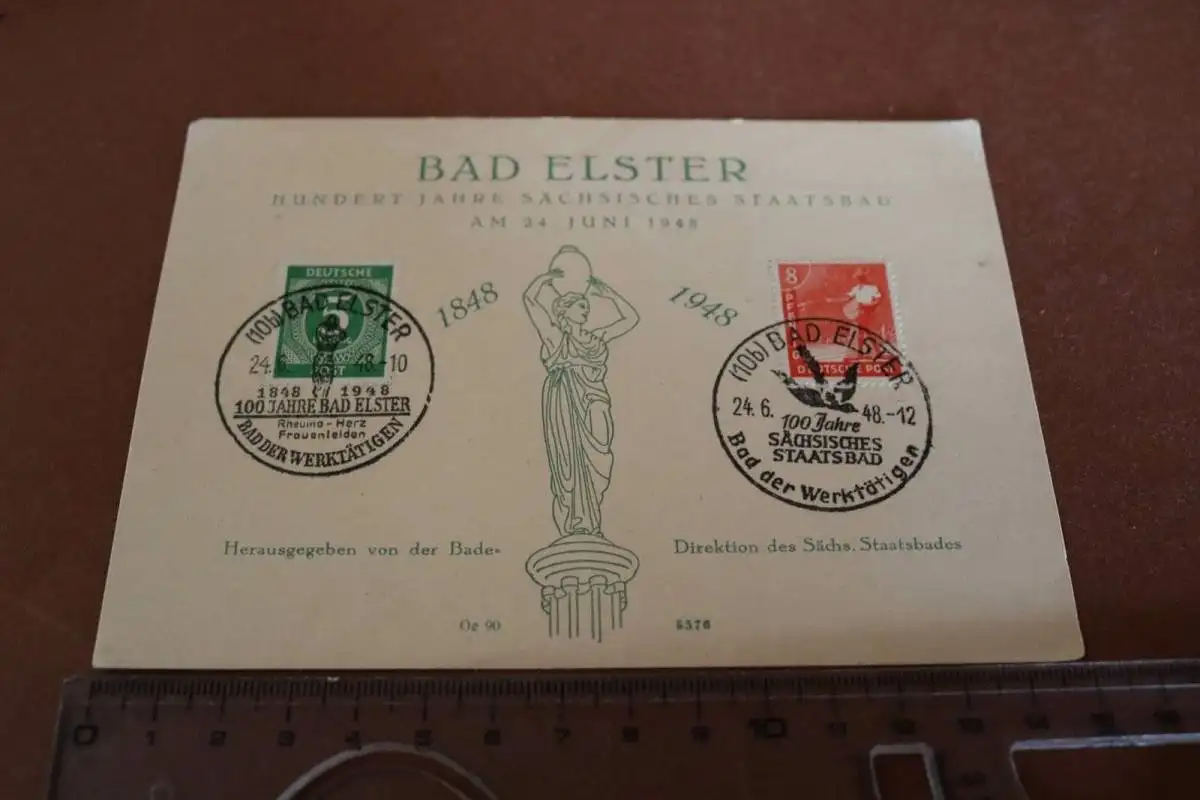 BAD ELSTER
HUNDERT JAHRE SÄCHSISCHES STAATSBAD
AM 24. JUNI 1948
1848
1948
DEUTSCHE
5
POST
(10b) BAD ELSTER
24.6. 48.-10
1848 1948
100 JAHRE BAD ELSTER
Rheuma - Herz
Frauenleiden
BAD DER WERKTÄTIGEN
8
DEUTSCHE POST
(10b) BAD ELSTER
24.6. 48.-12
100 Jahre
SÄCHSISCHES
STAATSBAD
Bad der Werktätigen
Herausgegeben von der Bade-
Direktion des Sächs. Staatsbades
Oe 90
0 1 2 3 4 5 6 7 8 9 10 11 12 13 14 15 16